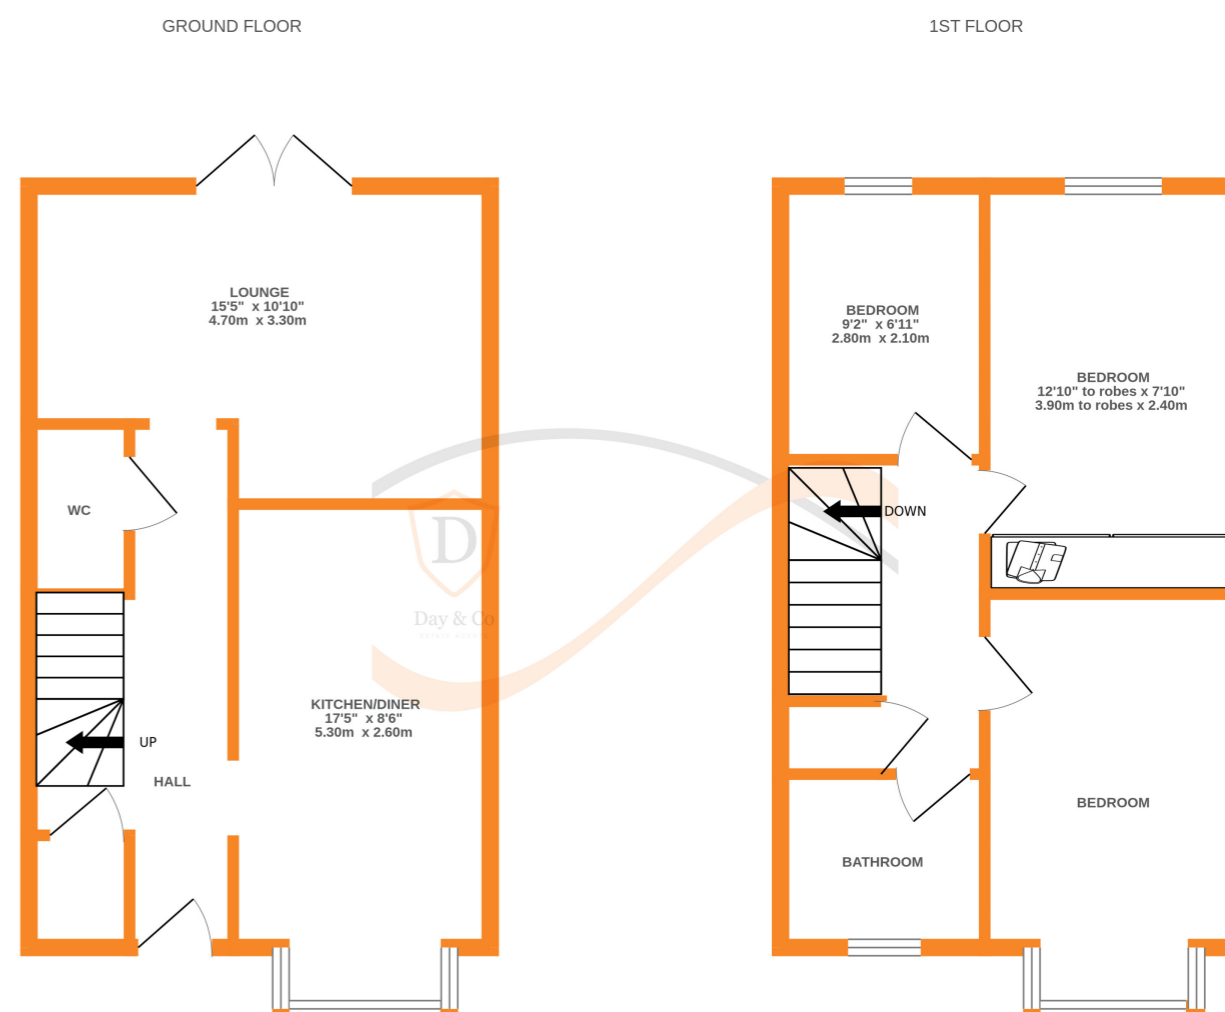 GROUND FLOOR
1ST FLOOR
LOUNGE
15'5" x 10'10"
4.70m x 3.30m
WC
UP
HALL
KITCHEN/DINER
17'5" x 8'6"
5.30m x 2.60m
D
Day & Co
BEDROOM
9'2" x 6'11"
2.80m x 2.10m
BEDROOM
12'10" to robes x 7'10"
3.90m to robes x 2.40m
DOWN
BEDROOM
BATHROOM